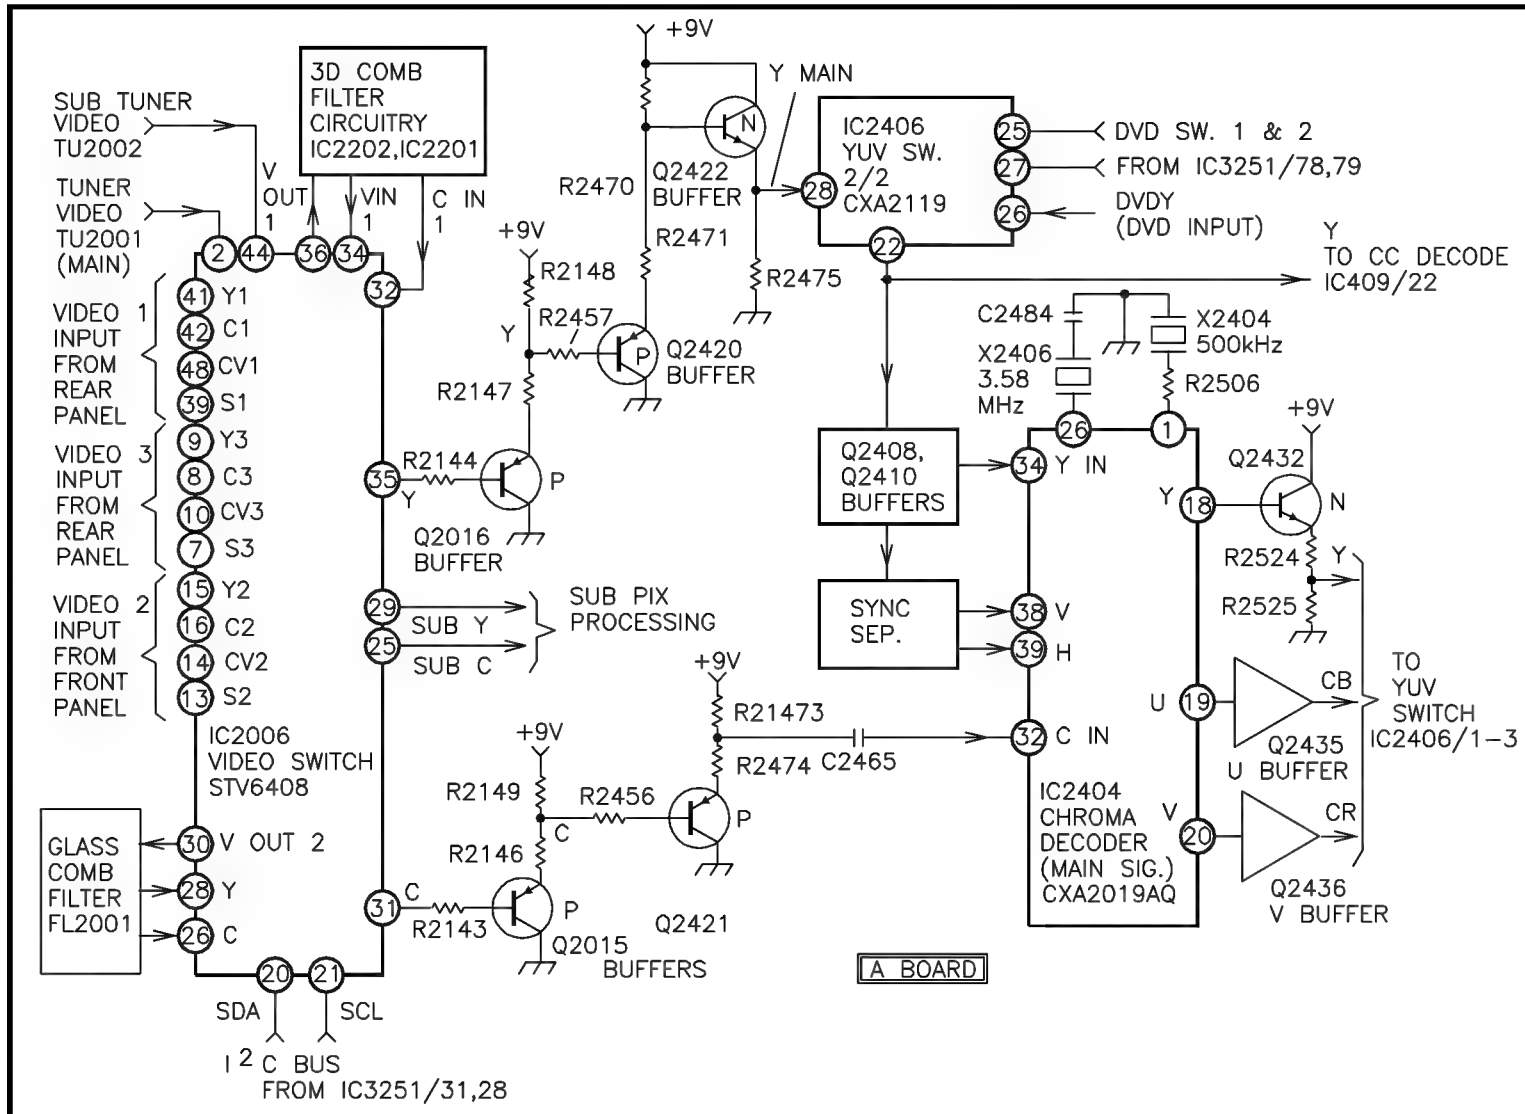 SUB TUNER
VIDEO
TU2002
TUNER
VIDEO
TU2001
(MAIN)
3D COMB
FILTER
CIRCUITRY
IC2202,IC2201
V
OUT
1
VIN
1
C IN
1
2
44
36
34
32
VIDEO 1
INPUT
FROM
REAR
PANEL
41 Y1
42 C1
48 CV1
39 S1
VIDEO 3
INPUT
FROM
REAR
PANEL
9 Y3
8 C3
10 CV3
7 S3
VIDEO 2
INPUT
FROM
FRONT
PANEL
15 Y2
16 C2
14 CV2
13 S2
IC2006
VIDEO SWITCH
STV6408
GLASS
COMB
FILTER
FL2001
30 V OUT 2
28 Y
26 C
20
21
SDA
SCL
I 2 C BUS
FROM IC3251/31,28
35
Y
R2144
Q2016
BUFFER
P
R2147
Y
R2148
+9V
R2457
P
Q2420
BUFFER
R2471
R2470
+9V
N
Q2422
BUFFER
R2475
Y MAIN
29
SUB Y
25
SUB C
SUB PIX
PROCESSING
31
C
R2143
Q2015
P
R2146
C
R2149
+9V
R2456
P
Q2421
BUFFERS
+9V
R21473
R2474
C2465
IC2406
YUV SW.
2/2
CXA2119
28
22
25
27
26
DVD SW. 1 & 2
FROM IC3251/78,79
DVDY
(DVD INPUT)
Y
TO CC DECODE
IC409/22
C2484
X2406
3.58
MHz
X2404
500kHz
R2506
26
1
Q2408,
Q2410
BUFFERS
SYNC
SEP.
34 Y IN
38 V
39 H
32 C IN
IC2404
CHROMA
DECODER
(MAIN SIG.)
CXA2019AQ
Y 18
U 19
V 20
+9V
Q2432
N
R2524
Y
R2525
CB
Q2435
U BUFFER
CR
Q2436
V BUFFER
TO
YUV
SWITCH
IC2406/1-3
A BOARD